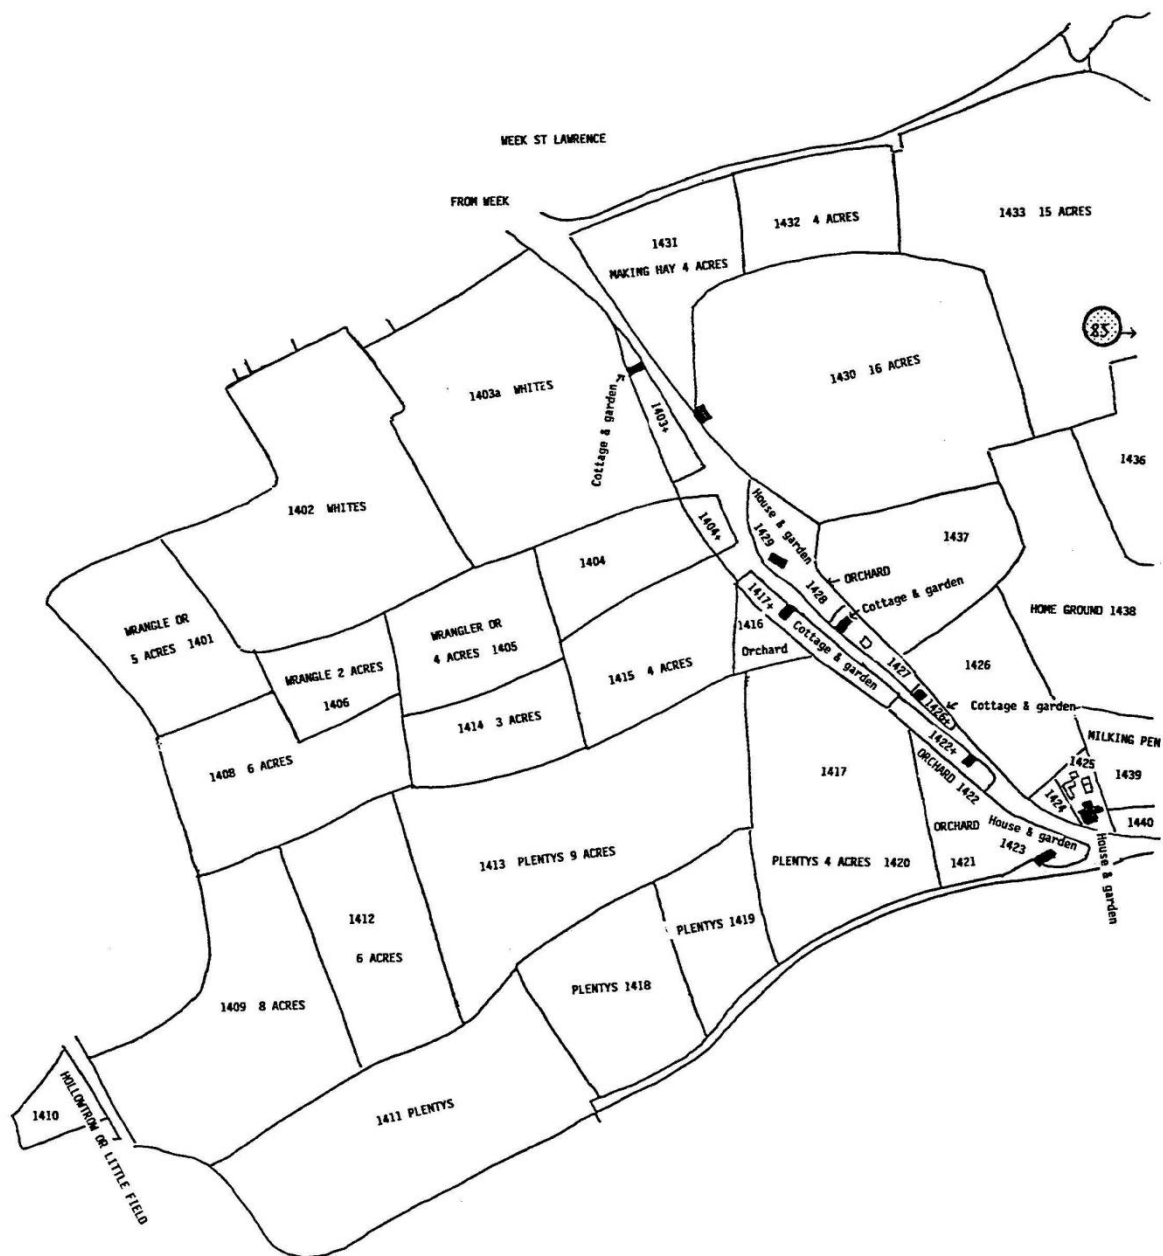 WEEK ST LAWRENCE
FROM WEEK
1431
MAKING HAY 4 ACRES
1432 4 ACRES
1433 15 ACRES
83
1430 16 ACRES
1403a WHITES
Cottage & garden
1403+
1436
1402 WHITES
1404+
House & garden
1429
1437
ORCHARD
1428
Cottage & garden
1404
HOME GROUND 1438
WRANGLE OR
5 ACRES 1401
WRANGLER OR
4 ACRES 1405
1417+
Cottage & garden
1416
Orchard
1427
1426
WRANGLE 2 ACRES
1406
1415 4 ACRES
1426+
Cottage & garden
1414 3 ACRES
1422+
MILKING PEN
1425
1439
1408 6 ACRES
1417
ORCHARD 1422
1424
1440
ORCHARD
1421
House & garden
1423
House & garden
1413 PLENTYS 9 ACRES
PLENTYS 4 ACRES 1420
1412
6 ACRES
PLENTYS 1419
PLENTYS 1418
1409 8 ACRES
1411 PLENTYS
1410
HOLLOWTROW OR LITTLE FIELD